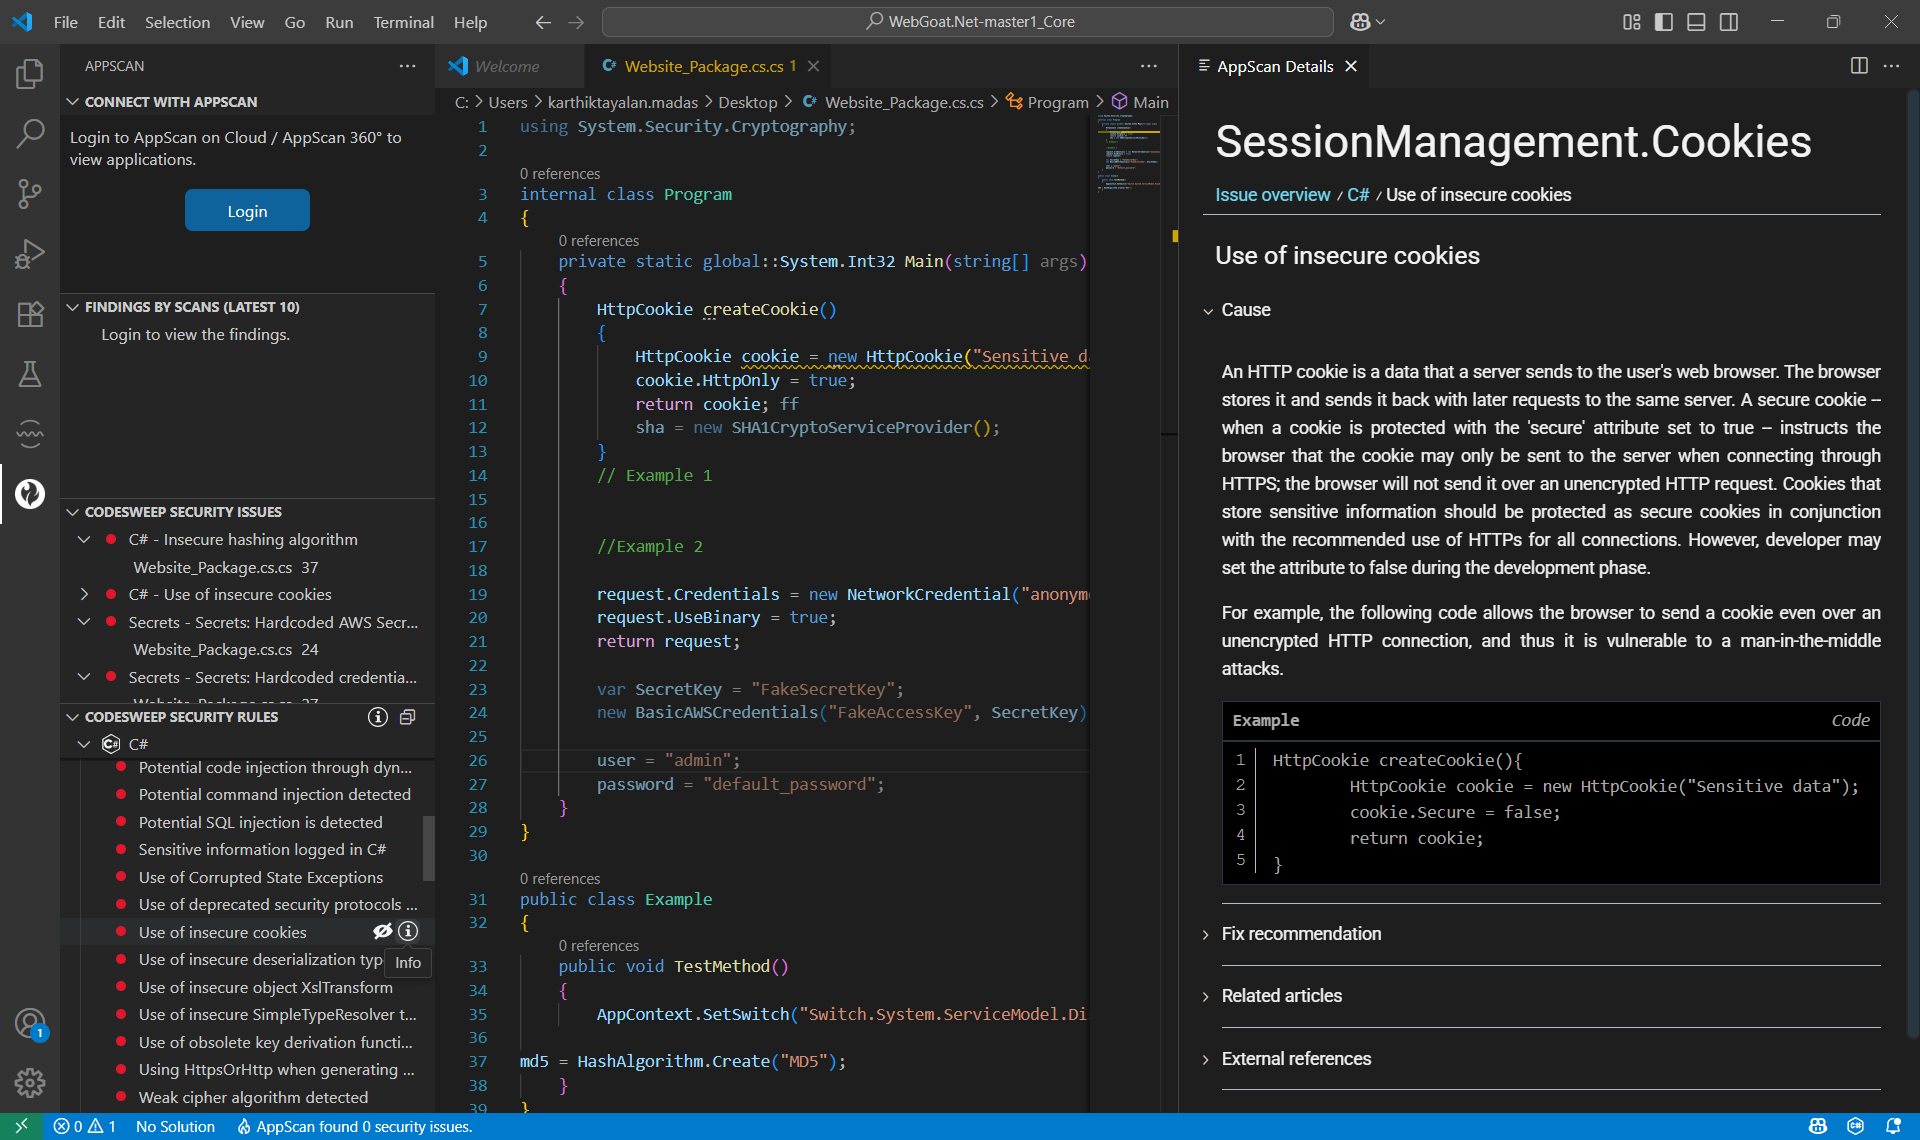 File Edit Selection View Go Run Terminal Help
WebGoat.Net-master1_Core
APPSCAN
CONNECT WITH APPSCAN
Login to AppScan on Cloud / AppScan 360° to
view applications.
Login
FINDINGS BY SCANS (LATEST 10)
Login to view the findings.
CODESWEEP SECURITY ISSUES
C# - Insecure hashing algorithm
Website_Package.cs.cs 37
C# - Use of insecure cookies
Secrets - Secrets: Hardcoded AWS Secr...
Website_Package.cs.cs 24
Secrets - Secrets: Hardcoded credentia...
Website_Package.cs.cs 27
CODESWEEP SECURITY RULES
C#
Potential code injection through dyn...
Potential command injection detected
Potential SQL injection is detected
Sensitive information logged in C#
Use of Corrupted State Exceptions
Use of deprecated security protocols ...
Use of insecure cookies
Info
Use of insecure deserialization typ
Use of insecure object XslTransform
Use of insecure SimpleTypeResolver t...
Use of obsolete key derivation functi...
Using HttpsOrHttp when generating ...
Weak cipher algorithm detected
1
Welcome
C# Website_Package.cs.cs 1
C: > Users > karthiktayalan.madas > Desktop > C# Website_Package.cs.cs > Program > Main
1 using System.Security.Cryptography;
2
0 references
3 internal class Program
4 {
0 references
5 private static global::System.Int32 Main(string[] args)
6 {
7 HttpCookie createCookie()
8 {
9 HttpCookie cookie = new HttpCookie("Sensitive d
10 cookie.HttpOnly = true;
11 return cookie; ff
12 sha = new SHA1CryptoServiceProvider();
13 }
14 // Example 1
15
16
17 //Example 2
18
19 request.Credentials = new NetworkCredential("anonym
20 request.UseBinary = true;
21 return request;
22
23 var SecretKey = "FakeSecretKey";
24 new BasicAWSCredentials("FakeAccessKey", SecretKey)
25
26 user = "admin";
27 password = "default_password";
28 }
29 }
30
0 references
31 public class Example
32 {
0 references
33 public void TestMethod()
34 {
35 AppContext.SetSwitch("Switch.System.ServiceModel.Di
36
37 md5 = HashAlgorithm.Create("MD5");
38 }
39 }
AppScan Details
SessionManagement.Cookies
Issue overview / C# / Use of insecure cookies
Use of insecure cookies
Cause
An HTTP cookie is a data that a server sends to the user's web browser. The browser
stores it and sends it back with later requests to the same server. A secure cookie –
when a cookie is protected with the 'secure' attribute set to true – instructs the
browser that the cookie may only be sent to the server when connecting through
HTTPS; the browser will not send it over an unencrypted HTTP request. Cookies that
store sensitive information should be protected as secure cookies in conjunction
with the recommended use of HTTPs for all connections. However, developer may
set the attribute to false during the development phase.
For example, the following code allows the browser to send a cookie even over an
unencrypted HTTP connection, and thus it is vulnerable to a man-in-the-middle
attacks.
Example Code
1 HttpCookie createCookie(){
2 HttpCookie cookie = new HttpCookie("Sensitive data");
3 cookie.Secure = false;
4 return cookie;
5 }
Fix recommendation
Related articles
External references
0 1 No Solution AppScan found 0 security issues.